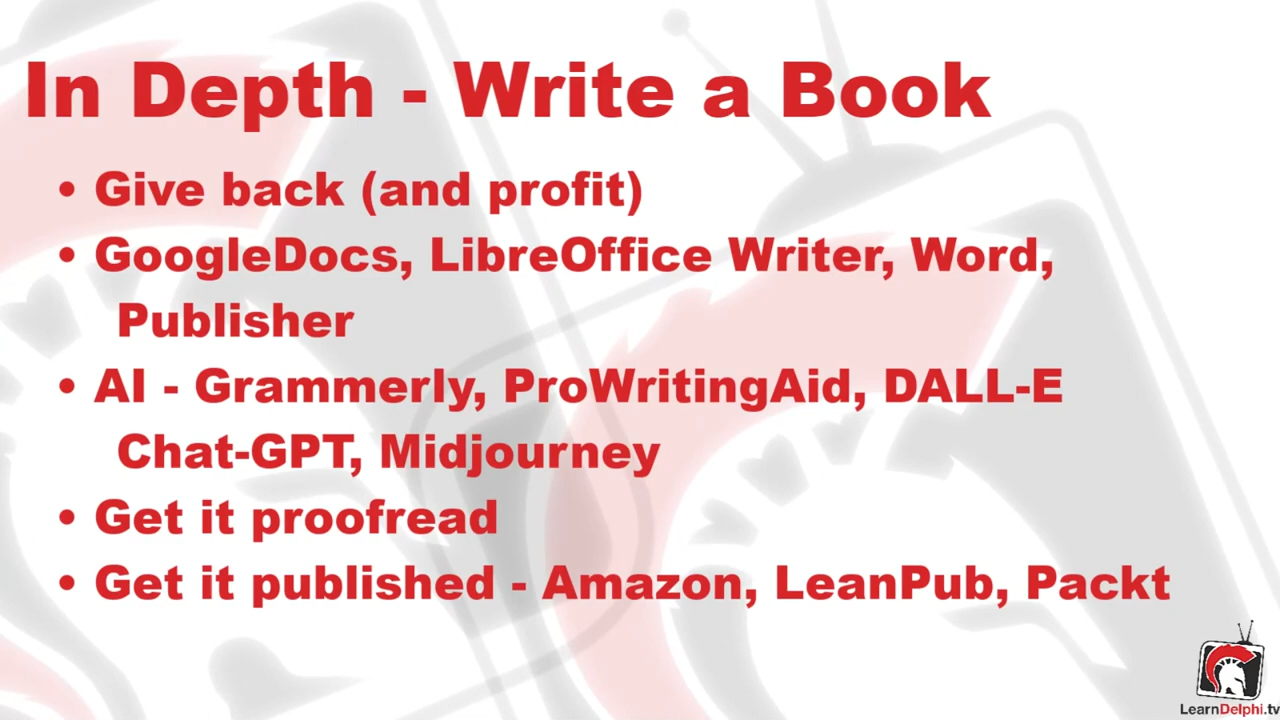 In Depth - Write a Book
• Give back (and profit)
• GoogleDocs, LibreOffice Writer, Word,
Publisher
• AI - Grammerly, ProWritingAid, DALL-E
Chat-GPT, Midjourney
• Get it proofread
• Get it published - Amazon, LeanPub, Packt
LearnDelphi.tv